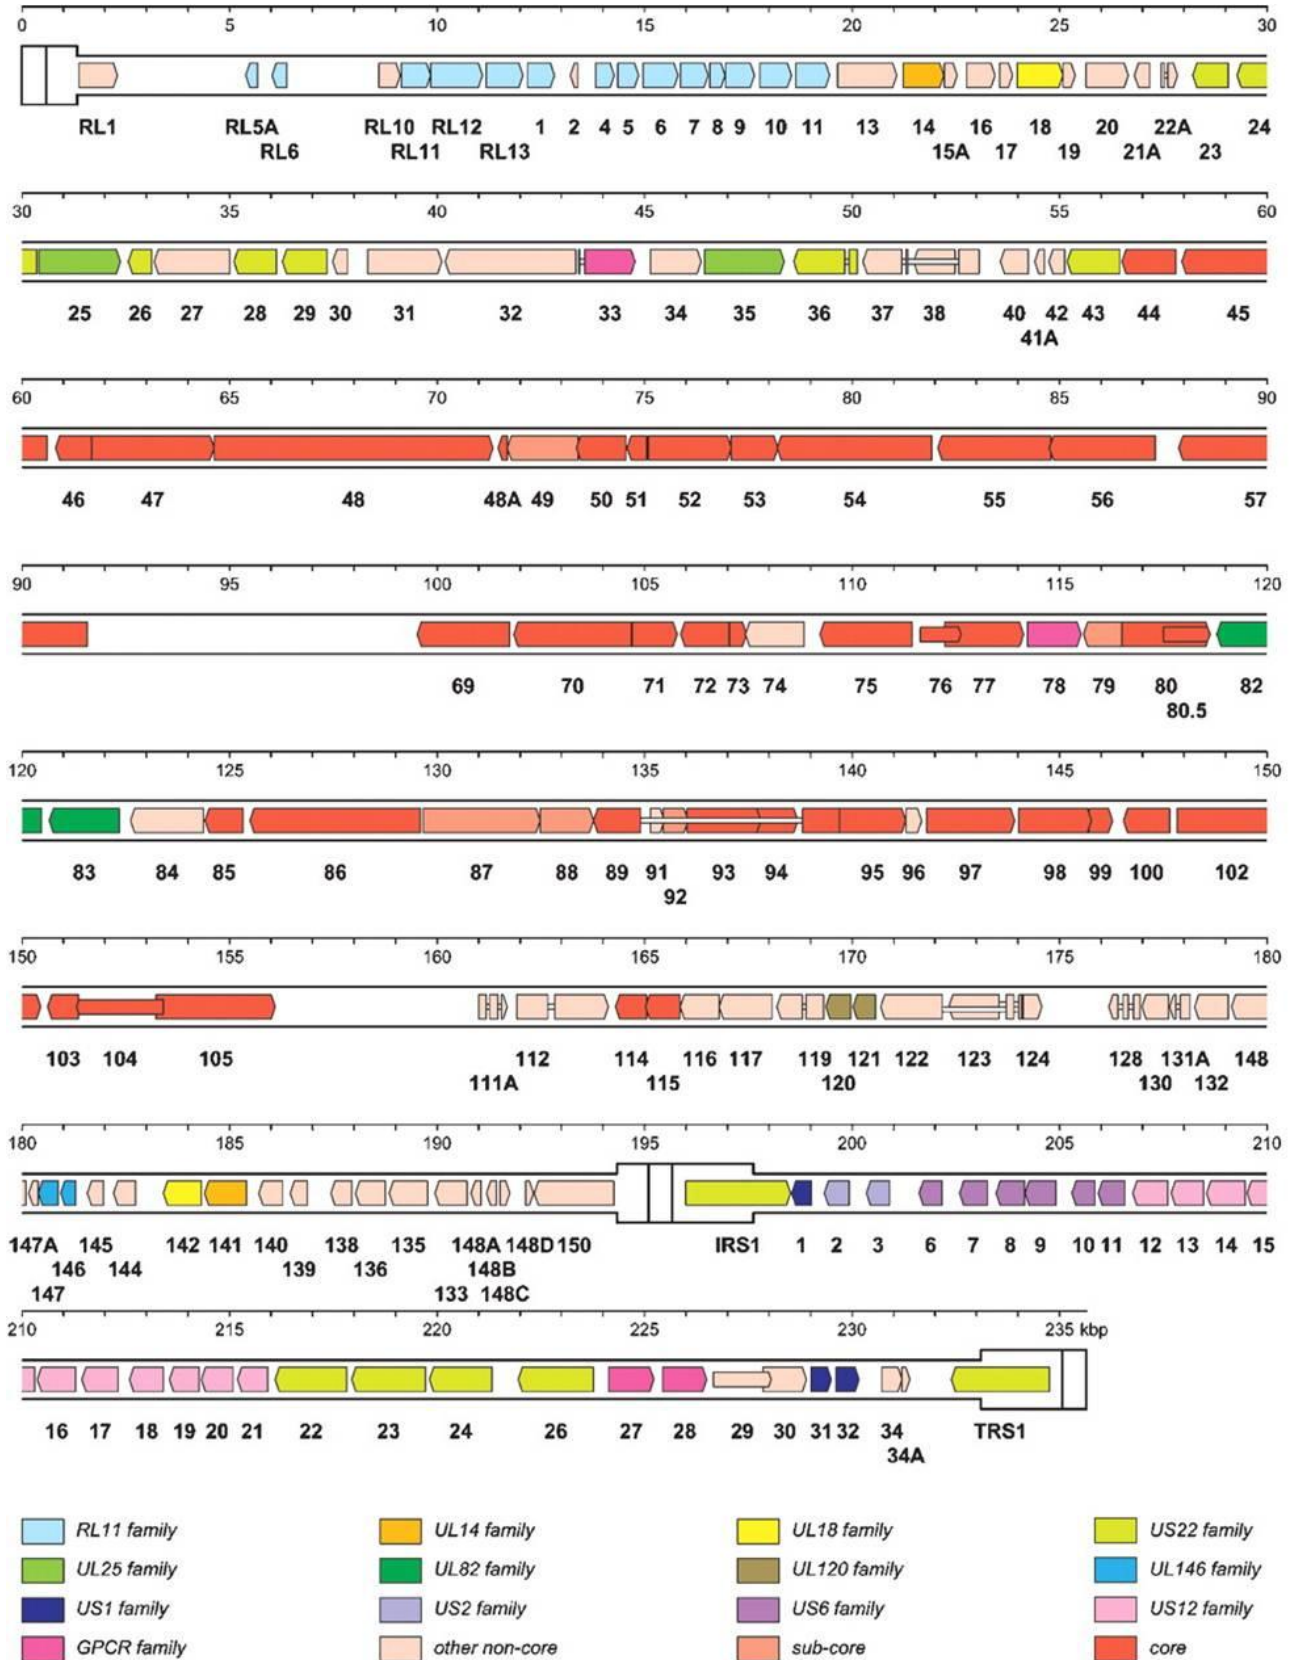 0 5 10 15 20 25 30
RL1 RL5A RL10 RL12 1 2 4 5 6 7 8 9 10 11 13 14 16 18 20 22A 24
RL6 RL11 RL13 15A 17 19 21A 23
30 35 40 45 50 55 60
25 26 27 28 29 30 31 32 33 34 35 36 37 38 40 42 43 44 45
41A
60 65 70 75 80 85 90
46 47 48 48A 49 50 51 52 53 54 55 56 57
90 95 100 105 110 115 120
69 70 71 72 73 74 75 76 77 78 79 80 82
80.5
120 125 130 135 140 145 150
83 84 85 86 87 88 89 91 93 94 95 96 97 98 99 100 102
92
150 155 160 165 170 175 180
103 104 105 112 114 116 117 119 121 122 123 124 128 131A 148
111A 115 120 130 132
180 185 190 195 200 205 210
147A 145 142 141 140 138 135 148A 148D 150 IRS1 1 2 3 6 7 8 9 10 11 12 13 14 15
146 144 139 136 148B
147 133 148C
210 215 220 225 230 235 kbp
16 17 18 19 20 21 22 23 24 26 27 28 29 30 31 32 34 TRS1
34A
RL11 family UL14 family UL18 family US22 family
UL25 family UL82 family UL120 family UL146 family
US1 family US2 family US6 family US12 family
GPCR family other non-core sub-core core